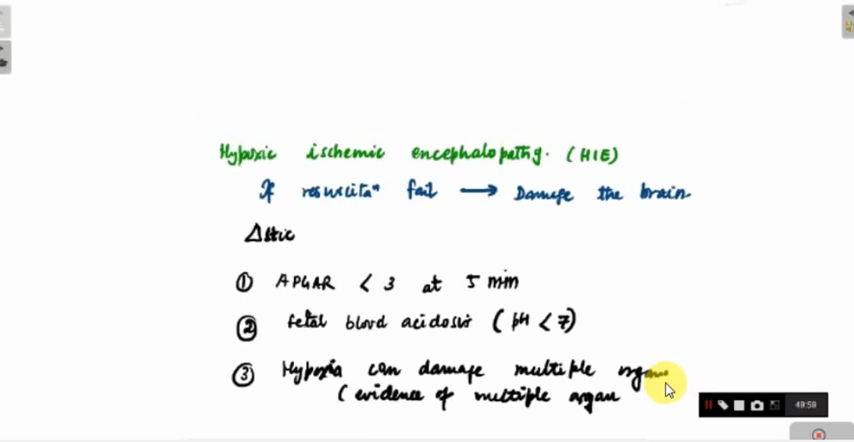 Hypoxic ischemic encephalopathy. (HIE)
If resuscitaⁿ fail → Damage the brain
Δstic
① APGAR < 3 at 5 min
② fetal blood acidosis (pH < 7)
③ Hypoxia can damage multiple organ
(evidence of multiple organ
49:59